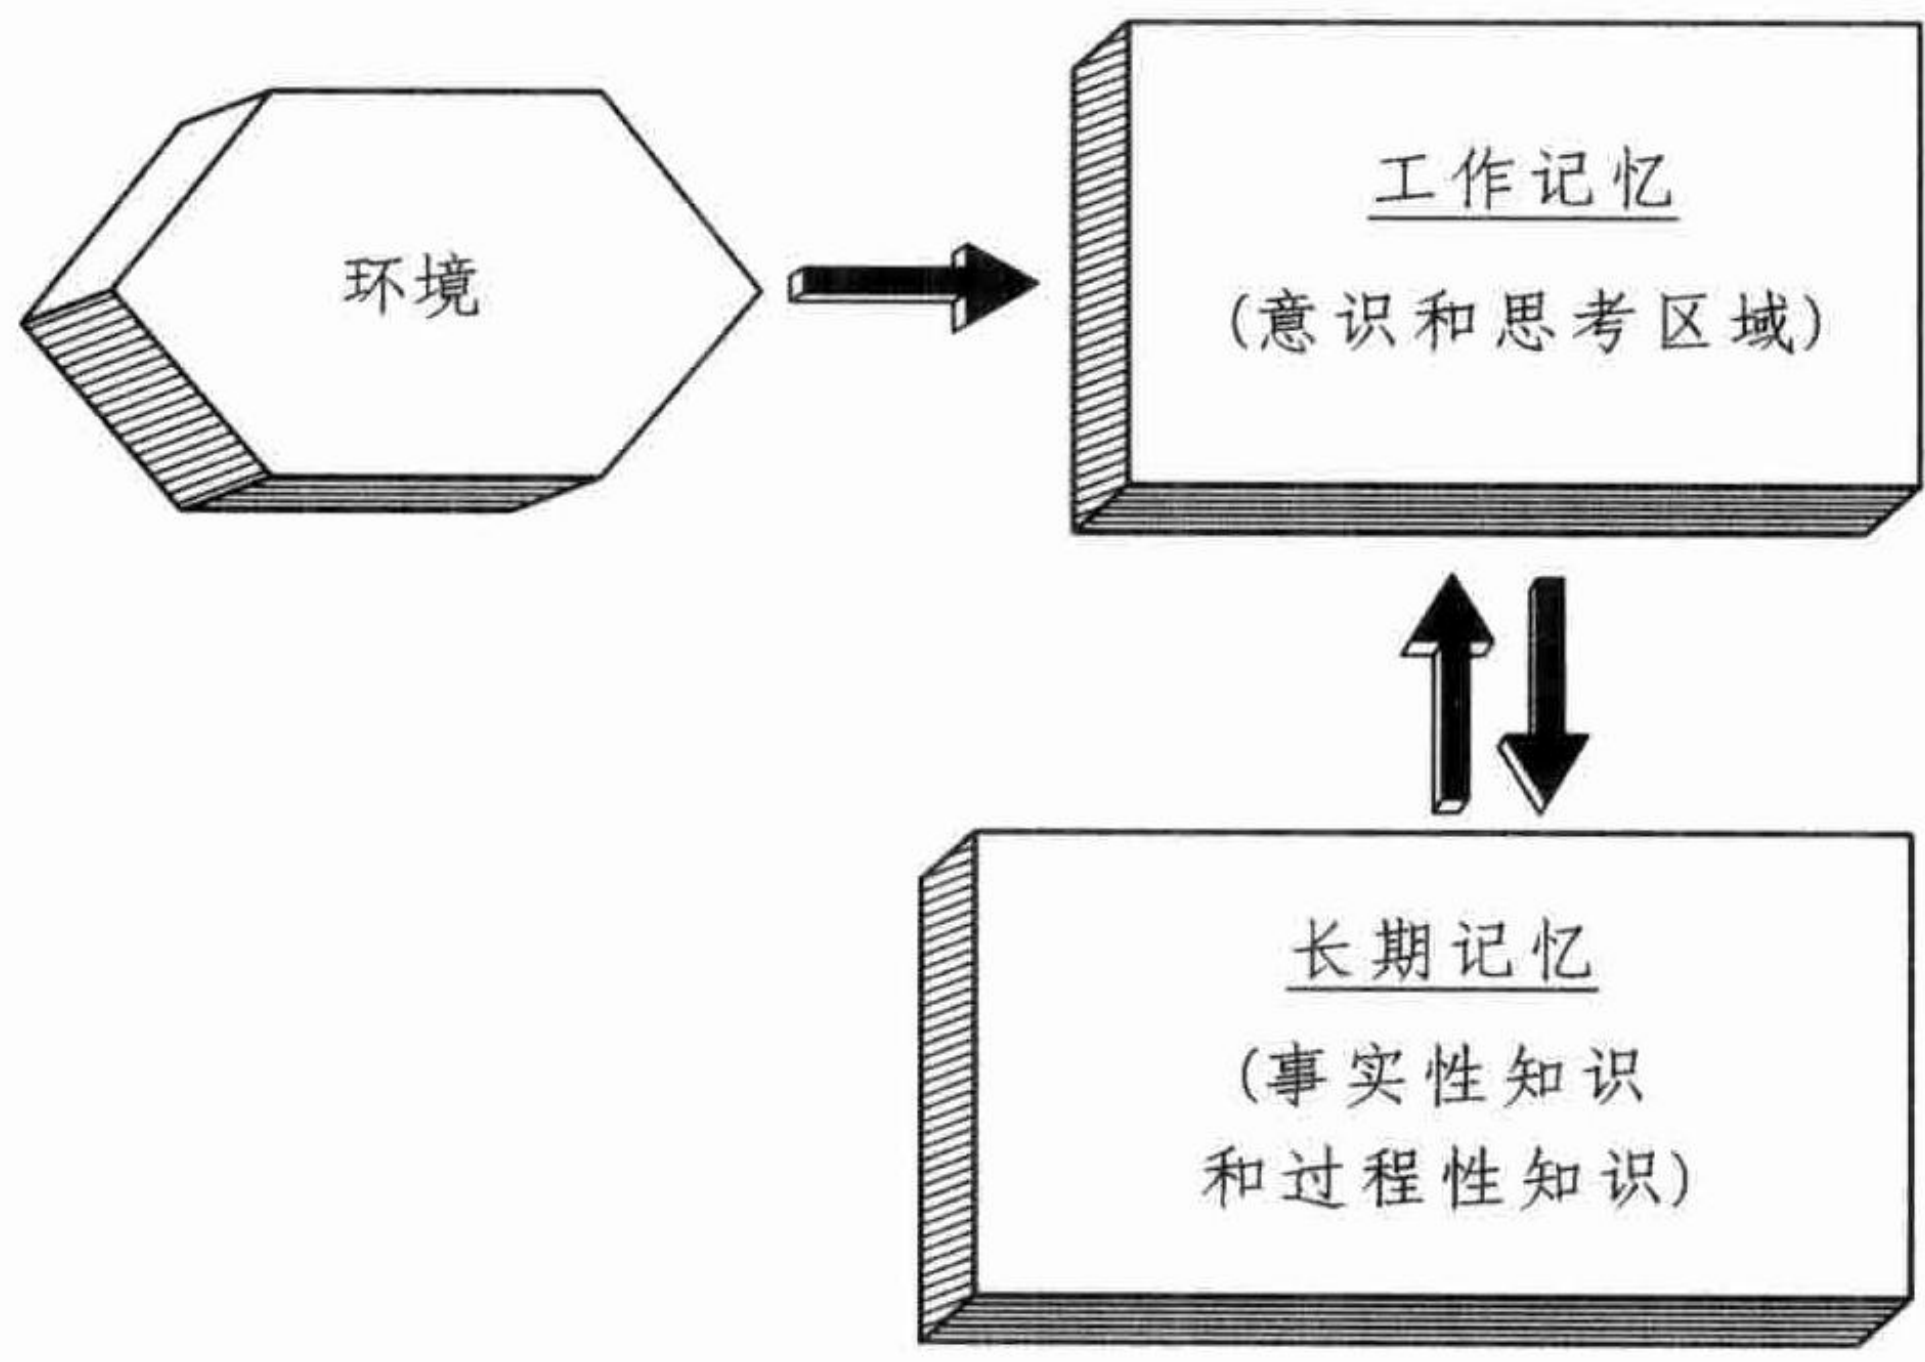 环境
工作记忆
(意识和思考区域)
长期记忆
(事实性知识
和过程性知识)